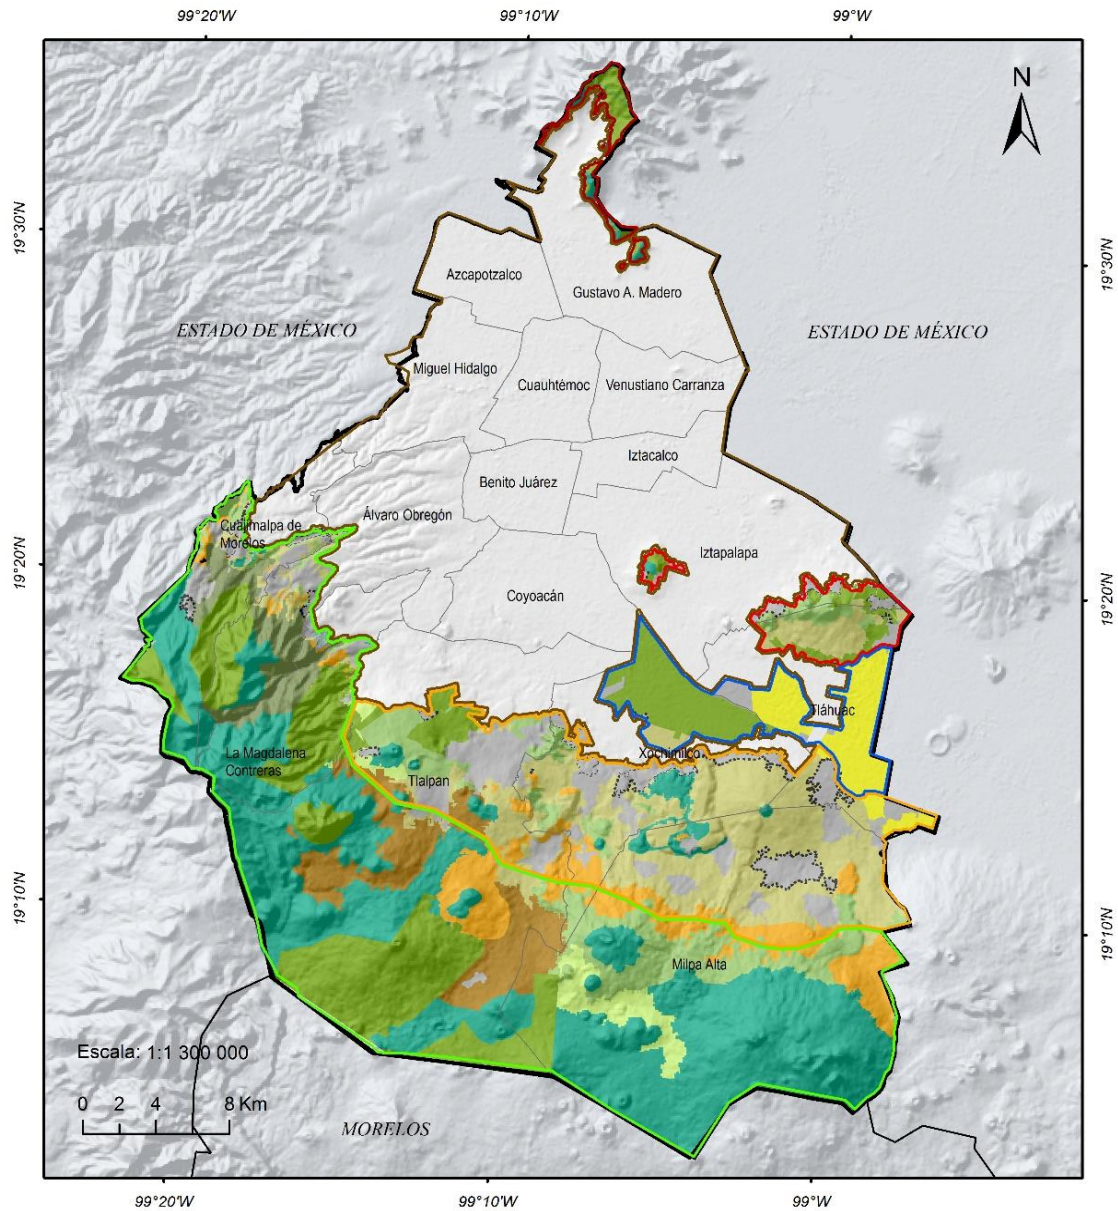 99°20'W
99°10'W
99°W
N
19°30'N
19°30'N
Azcapotzalco
Gustavo A. Madero
ESTADO DE MÉXICO
ESTADO DE MÉXICO
Miguel Hidalgo
Cuauhtémoc
Venustiano Carranza
Iztacalco
Benito Juárez
Álvaro Obregón
Cuajimalpa de
Morelos
Iztapalapa
19°20'N
Coyoacán
19°20'N
Tláhuac
Xochimilco
La Magdalena
Contreras
Tlalpan
19°10'N
19°10'N
Milpa Alta
Escala: 1:1 300 000
0 2 4 8 Km
MORELOS
99°20'W
99°10'W
99°W